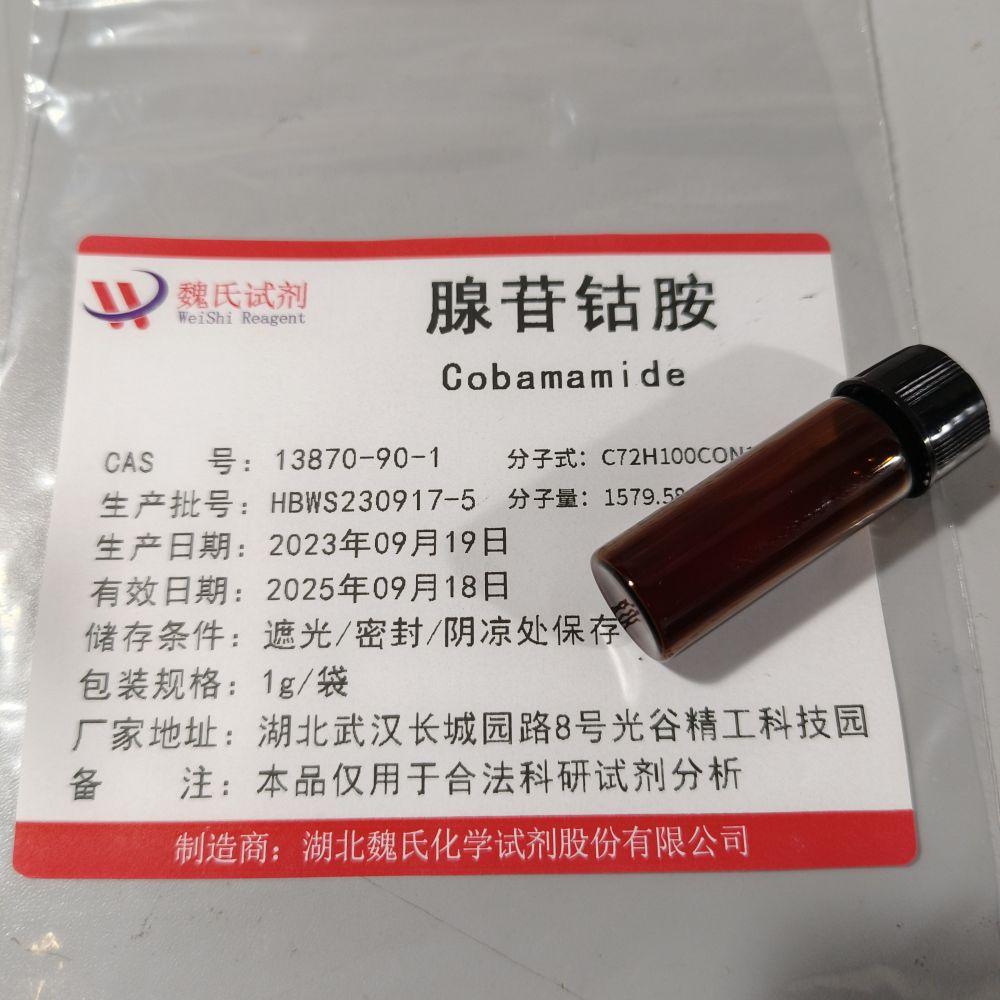 魏氏试剂
WeiShi Reagent
腺苷钴胺
Cobamamide
CAS 号：13870-90-1
分子式：C72H100CON
生产批号：HBWS230917-5
分子量：1579.58
生产日期：2023年09月19日
有效日期：2025年09月18日
储存条件：遮光/密封/阴凉处保存
包装规格：1g/袋
厂家地址：湖北武汉长城园路8号光谷精工科技园
备 注：本品仅用于合法科研试剂分析
制造商：湖北魏氏化学试剂股份有限公司